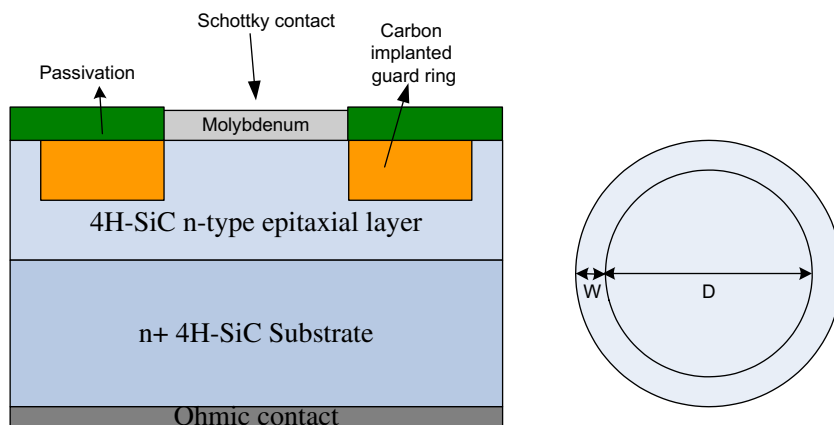 Schottky contact
Carbon
implanted
guard ring
Passivation
Molybdenum
4H-SiC n-type epitaxial layer
n+ 4H-SiC Substrate
Ohmic contact
W
D